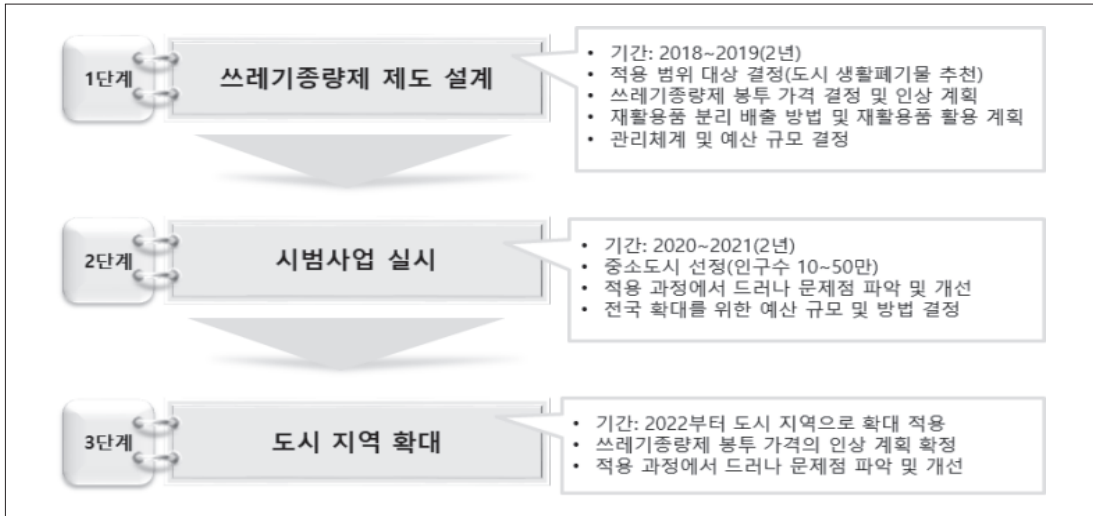 1단계
쓰레기종량제 제도 설계
• 기간: 2018~2019(2년)
• 적용 범위 대상 결정(도시 생활폐기물 추천)
• 쓰레기종량제 봉투 가격 결정 및 인상 계획
• 재활용품 분리 배출 방법 및 재활용품 활용 계획
• 관리체계 및 예산 규모 결정
2단계
시범사업 실시
• 기간: 2020~2021(2년)
• 중소도시 선정(인구수 10~50만)
• 적용 과정에서 드러나 문제점 파악 및 개선
• 전국 확대를 위한 예산 규모 및 방법 결정
3단계
도시 지역 확대
• 기간: 2022부터 도시 지역으로 확대 적용
• 쓰레기종량제 봉투 가격의 인상 계획 확정
• 적용 과정에서 드러나 문제점 파악 및 개선